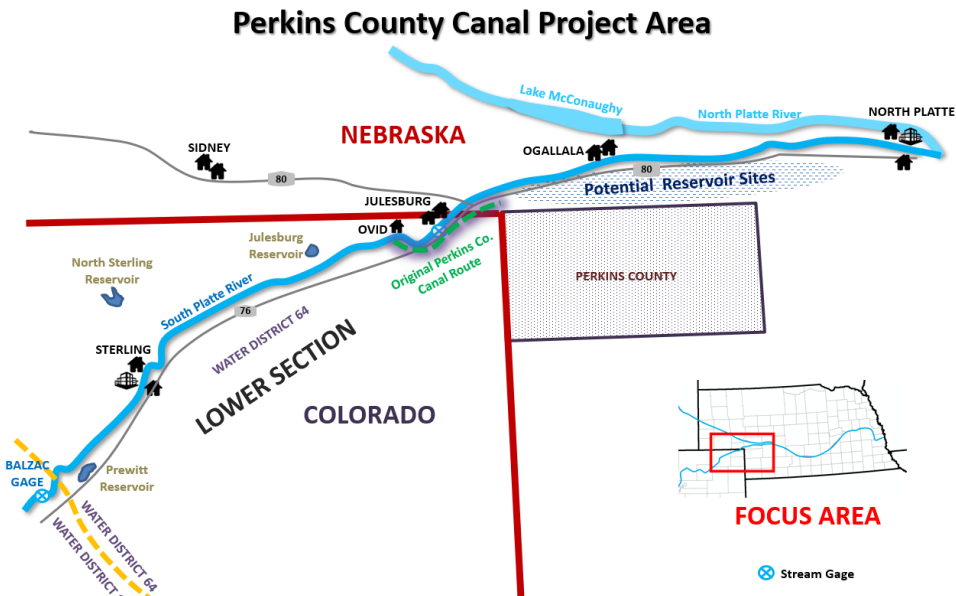 Perkins County Canal Project Area
Lake McConaughy
North Platte River
NORTH PLATTE
NEBRASKA
SIDNEY
OGALLALA
80
80
Potential Reservoir Sites
JULESBURG
OVID
Julesburg
Reservoir
Original Perkins Co.
Canal Route
North Sterling
Reservoir
PERKINS COUNTY
South Platte River
76
WATER DISTRICT 64
STERLING
LOWER SECTION
COLORADO
BALZAC
GAGE
Prewitt
Reservoir
WATER DISTRICT 64
WATER DISTRICT
FOCUS AREA
Stream Gage